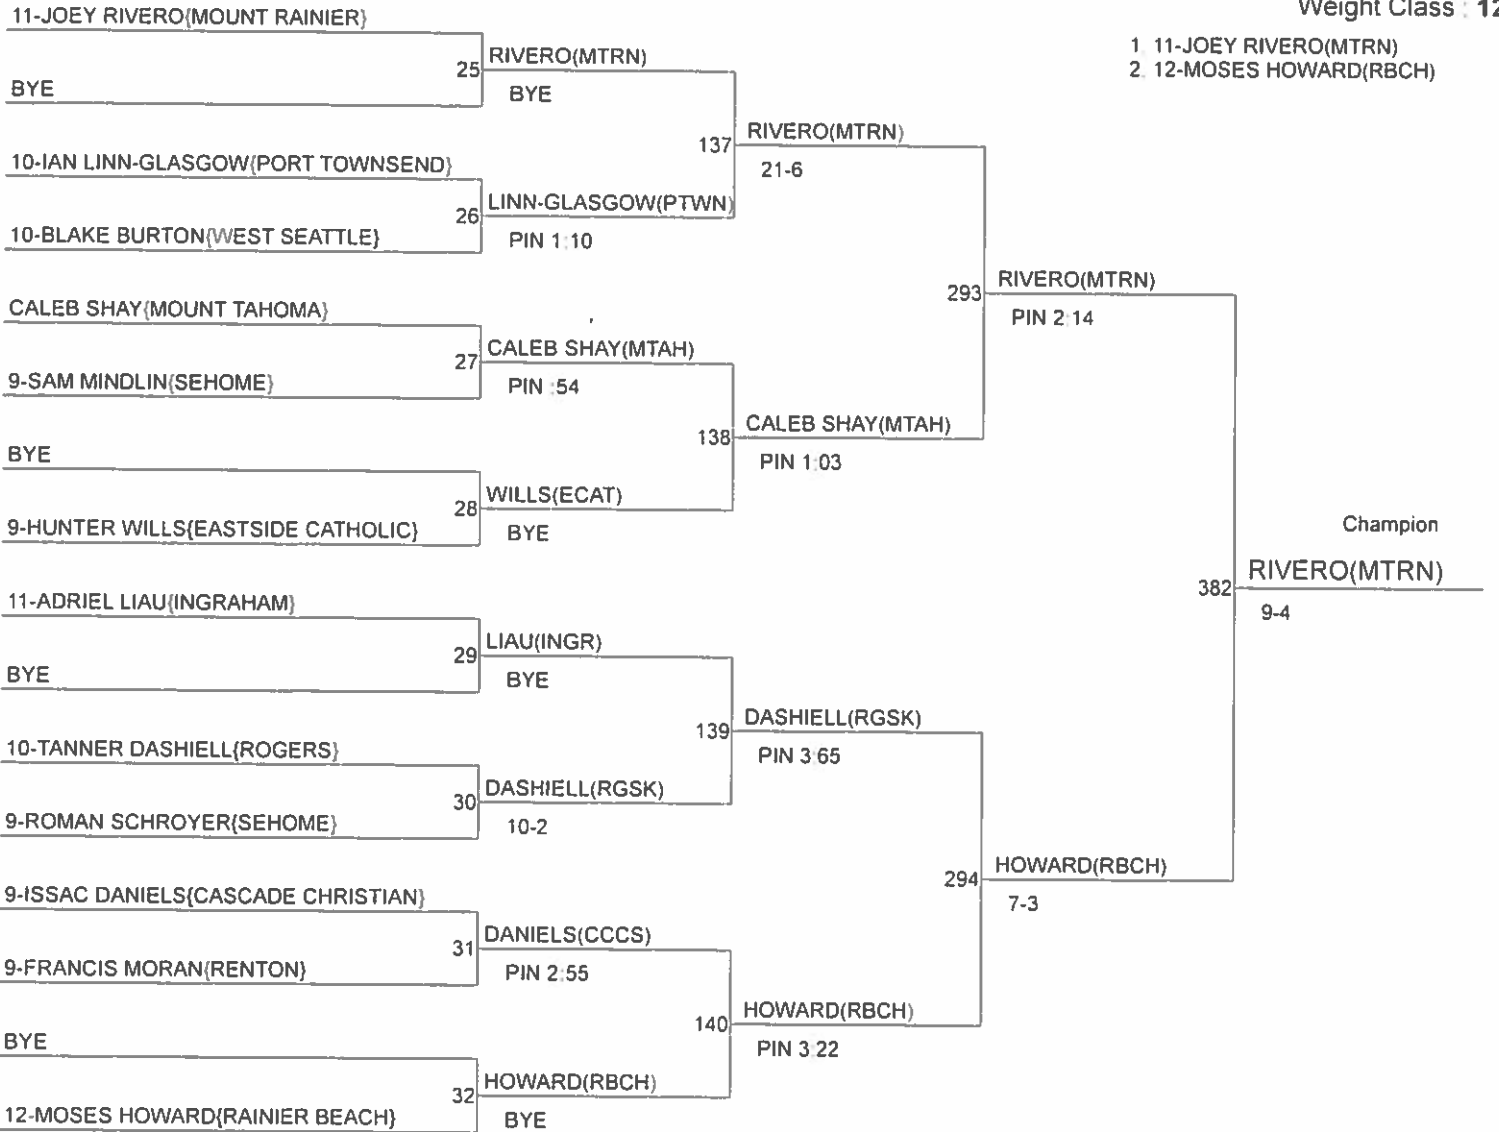 11-JOEY RIVERO{MOUNT RAINIER}
Weight Class : 12
1. 11-JOEY RIVERO(MTRN)
2. 12-MOSES HOWARD(RBCH)
25
RIVERO(MTRN)
BYE
BYE
137
RIVERO(MTRN)
21-6
10-IAN LINN-GLASGOW{PORT TOWNSEND}
26
LINN-GLASGOW(PTWN)
PIN 1:10
10-BLAKE BURTON{WEST SEATTLE}
293
RIVERO(MTRN)
PIN 2:14
CALEB SHAY{MOUNT TAHOMA}
27
CALEB SHAY(MTAH)
PIN :54
9-SAM MINDLIN{SEHOME}
138
CALEB SHAY(MTAH)
PIN 1:03
BYE
28
WILLS(ECAT)
BYE
9-HUNTER WILLS{EASTSIDE CATHOLIC}
Champion
382
RIVERO(MTRN)
9-4
11-ADRIEL LIAU{INGRAHAM}
29
LIAU(INGR)
BYE
BYE
139
DASHIELL(RGSK)
PIN 3:65
10-TANNER DASHIELL{ROGERS}
30
DASHIELL(RGSK)
10-2
9-ROMAN SCHROYER{SEHOME}
294
HOWARD(RBCH)
7-3
9-ISSAC DANIELS{CASCADE CHRISTIAN}
31
DANIELS(CCCS)
PIN 2:55
9-FRANCIS MORAN{RENTON}
140
HOWARD(RBCH)
PIN 3:22
BYE
32
HOWARD(RBCH)
BYE
12-MOSES HOWARD{RAINIER BEACH}